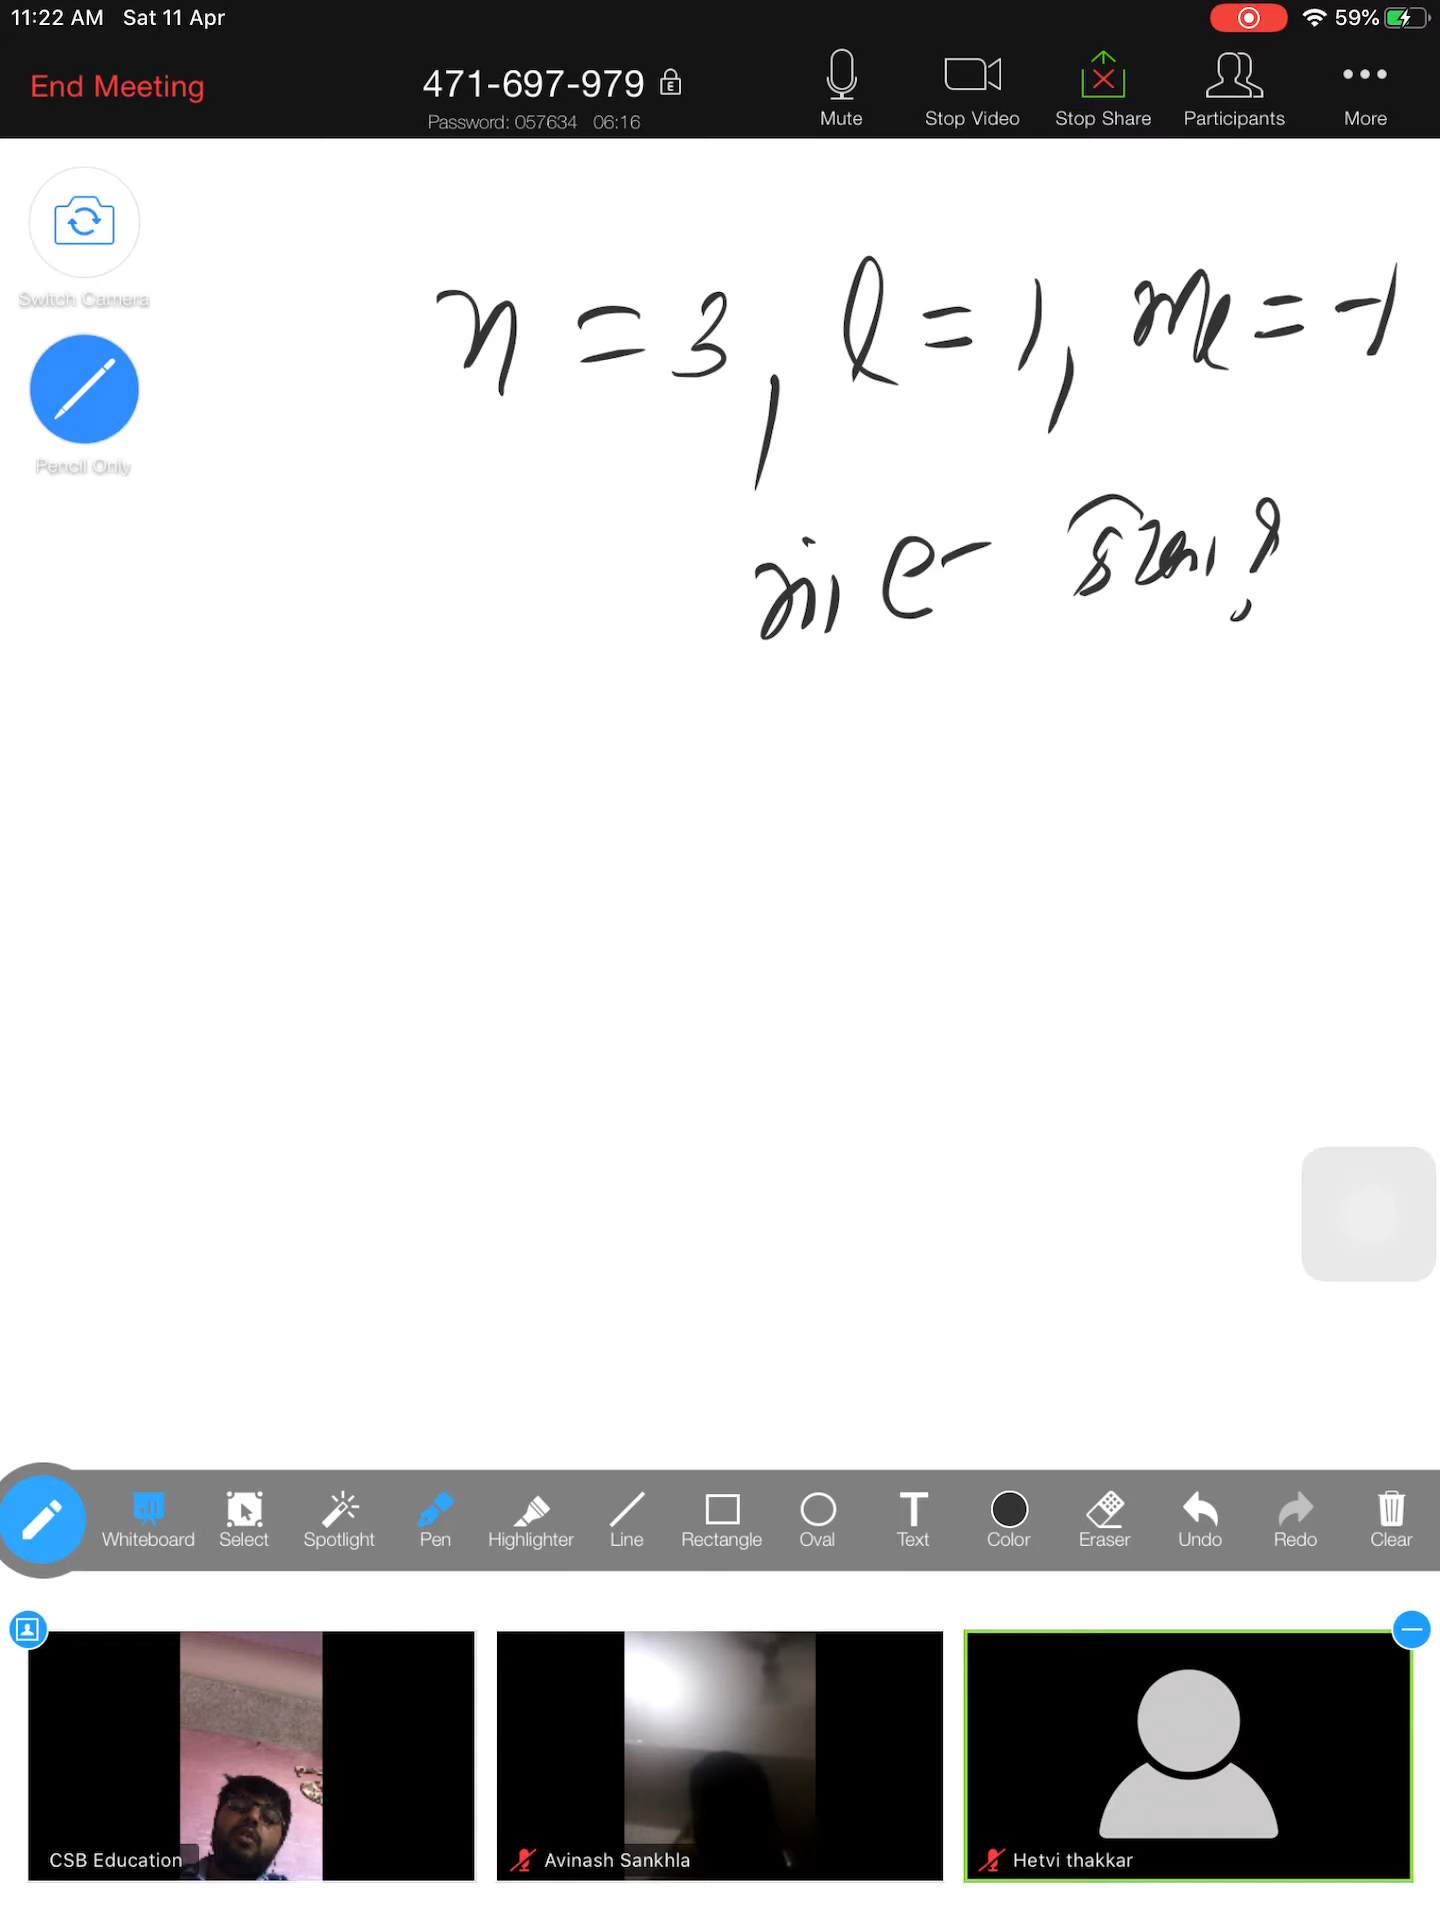 11:22 AM Sat 11 Apr 59%
End Meeting
471-697-979 E
Password: 057634 06:16
Mute Stop Video Stop Share Participants More
Switch Camera
Pencil Only
n = 3, l = 1, ml = -1
e-
Whiteboard Select Spotlight Pen Highlighter Line Rectangle Oval T Text Color Eraser Undo Redo Clear
CSB Education Avinash Sankhla Hetvi thakkar